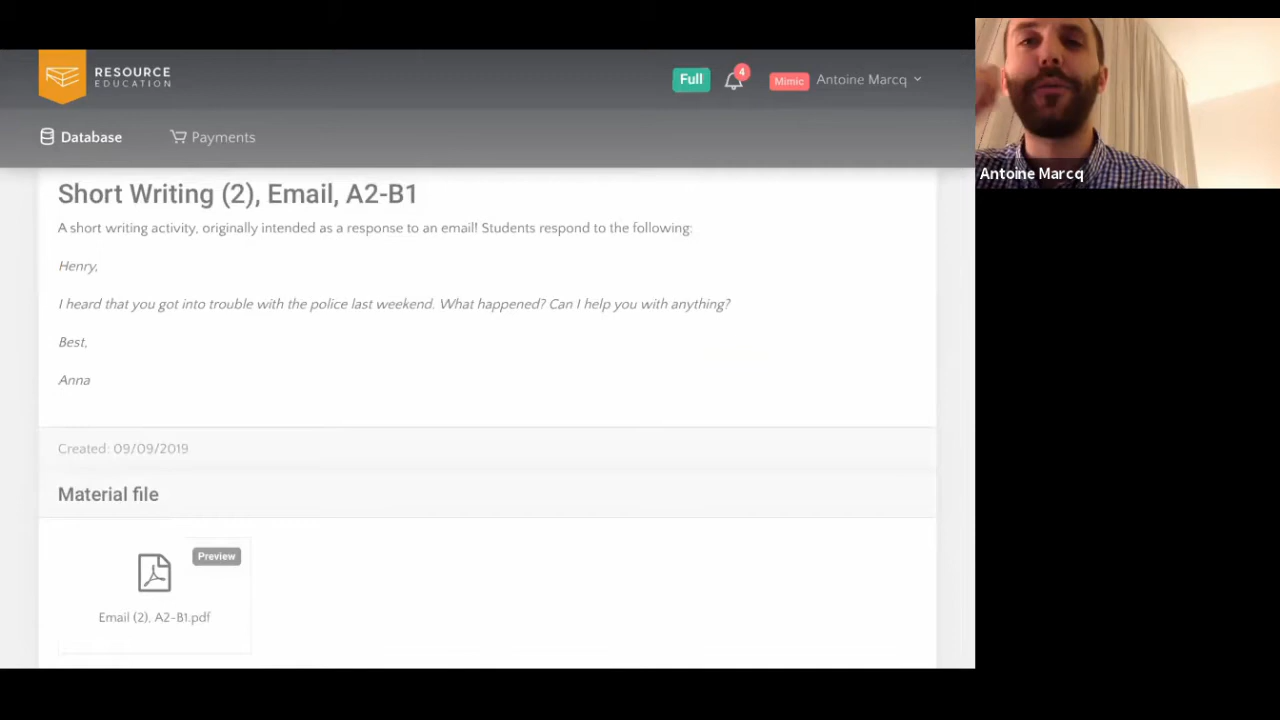 RESOURCE
EDUCATION
Full
4
Mimic
Antoine Marcq
Database
Payments
Short Writing (2), Email, A2-B1
A short writing activity, originally intended as a response to an email! Students respond to the following:
Henry,
I heard that you got into trouble with the police last weekend. What happened? Can I help you with anything?
Best,
Anna
Created: 09/09/2019
Material file
Preview
Email (2), A2-B1.pdf
Antoine Marcq